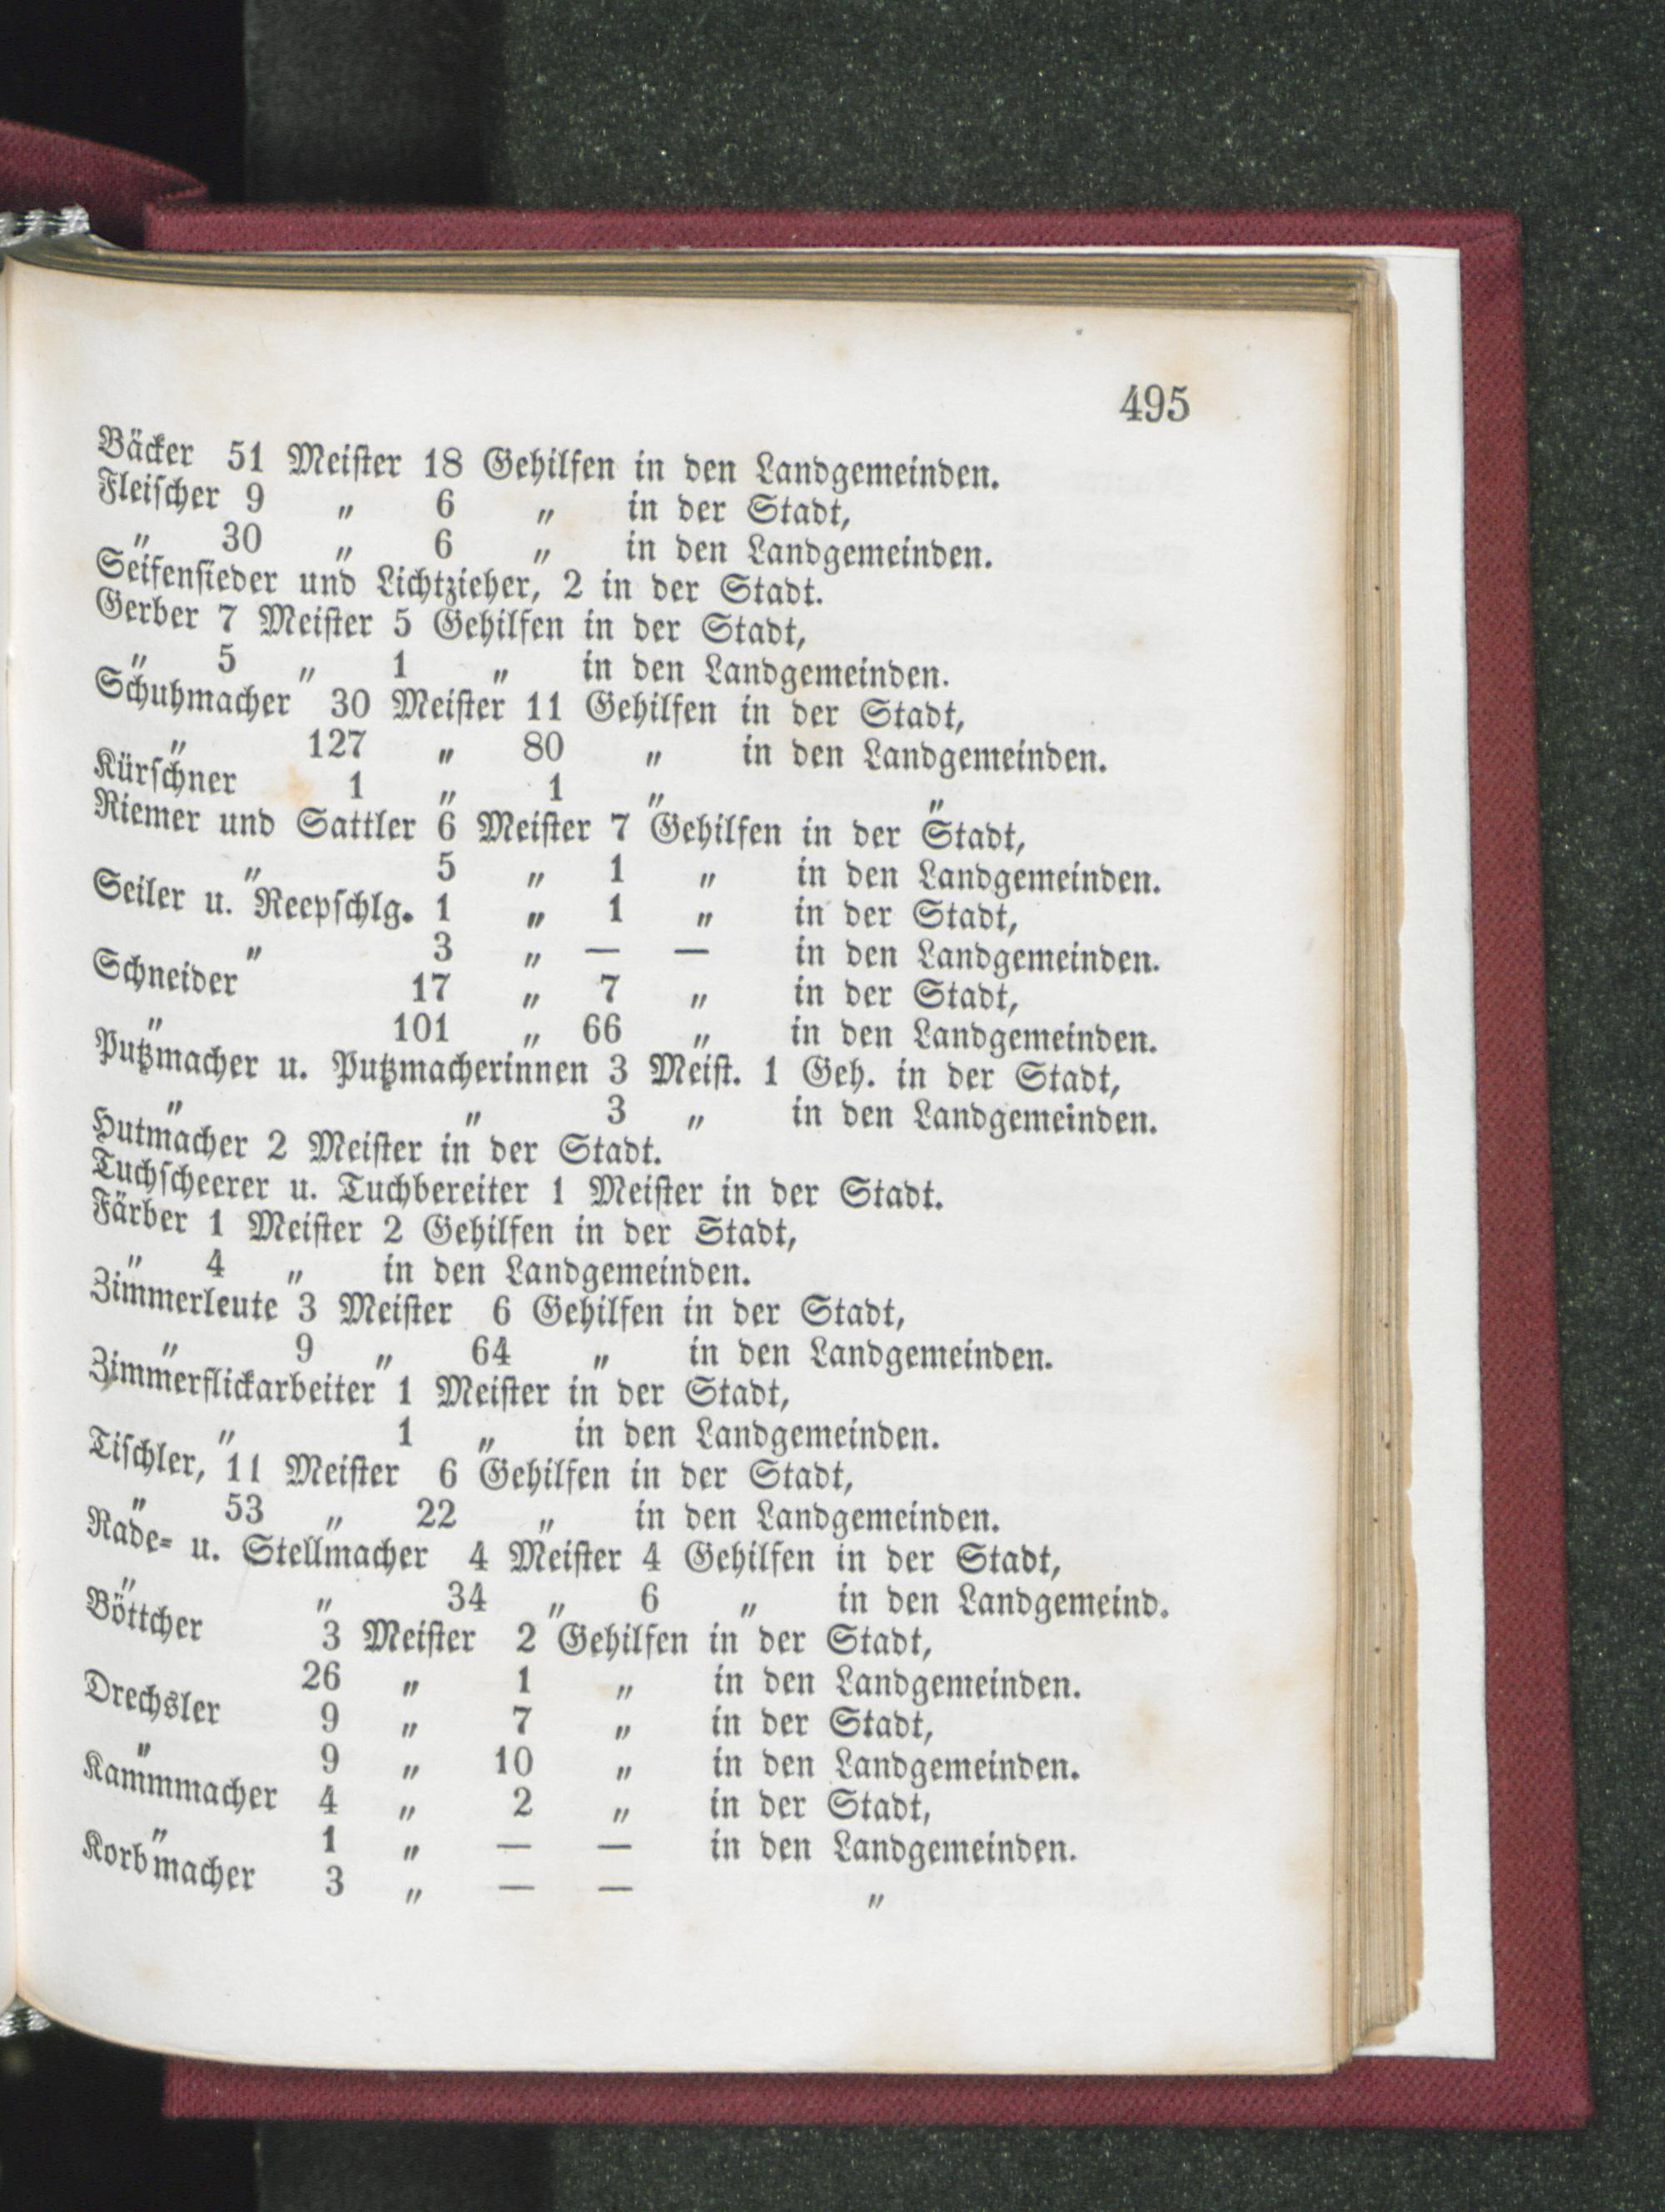 495
Bäcker 51 Meister 18 Gehilfen in den Landgemeinden.
Fleischer 9 „ 6 „ in der Stadt,
„ 30 „ 6 „ in den Landgemeinden.
Seifensieder und Lichtzieher, 2 in der Stadt.
Gerber 7 Meister 5 Gehilfen in der Stadt,
„ 5 „ 1 „ in den Landgemeinden.
Schuhmacher 30 Meister 11 Gehilfen in der Stadt,
„ 127 „ 80 „ in den Landgemeinden.
Kürschner 1 „ 1 „ „
Riemer und Sattler 6 Meister 7 Gehilfen in der Stadt,
„ 5 „ 1 „ in den Landgemeinden.
Seiler u. Reepschlg. 1 „ 1 „ in der Stadt,
„ 3 „ — — in den Landgemeinden.
Schneider 17 „ 7 „ in der Stadt,
„ 101 „ 66 „ in den Landgemeinden.
Putzmacher u. Putzmacherinnen 3 Meist. 1 Geh. in der Stadt,
„ „ 3 „ in den Landgemeinden.
Hutmacher 2 Meister in der Stadt.
Tuchscheerer u. Tuchbereiter 1 Meister in der Stadt.
Färber 1 Meister 2 Gehilfen in der Stadt,
„ 4 „ in den Landgemeinden.
Zimmerleute 3 Meister 6 Gehilfen in der Stadt,
„ 9 „ 64 „ in den Landgemeinden.
Zimmerflickarbeiter 1 Meister in der Stadt,
„ 1 „ in den Landgemeinden.
Tischler, 11 Meister 6 Gehilfen in der Stadt,
„ 53 „ 22 „ in den Landgemeinden.
Rade- u. Stellmacher 4 Meister 4 Gehilfen in der Stadt,
„ „ 34 „ 6 „ in den Landgemeind.
Böttcher 3 Meister 2 Gehilfen in der Stadt,
26 „ 1 „ in den Landgemeinden.
Drechsler 9 „ 7 „ in der Stadt,
„ 9 „ 10 „ in den Landgemeinden.
Kammmacher 4 „ 2 „ in der Stadt,
„ 1 „ — — in den Landgemeinden.
Korbmacher 3 „ — — „